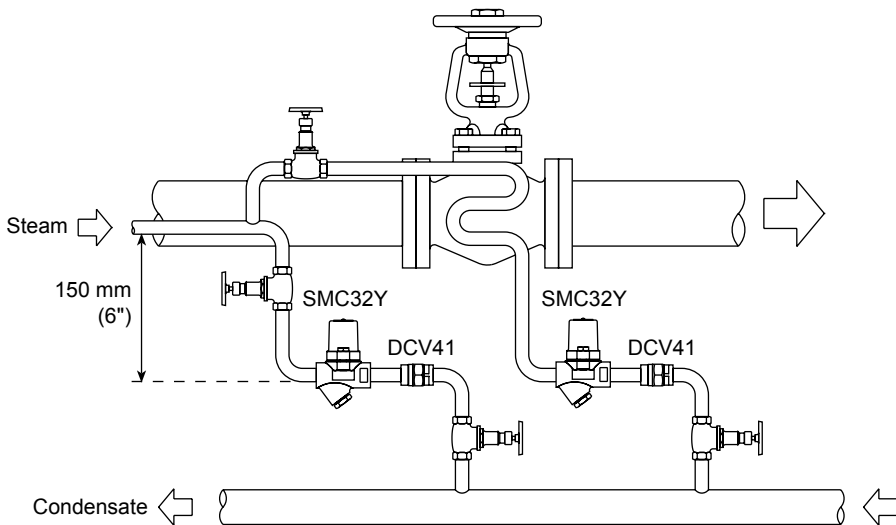 Steam
150 mm
(6")
SMC32Y
DCV41
SMC32Y
DCV41
Condensate